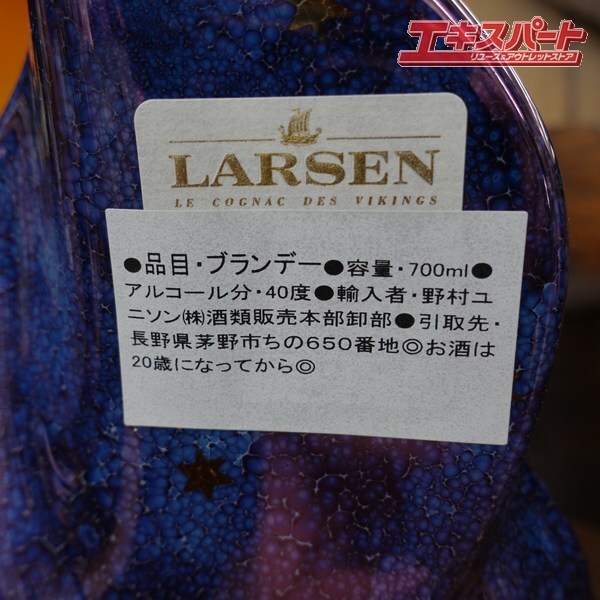 エキスパート
リユース&アウトレットストア
LARSEN
LE COGNAC DES VIKINGS
●品目・ブランデー●容量・700ml●
アルコール分・40度●輸入者・野村ユ
ニソン㈱酒類販売本部卸部●引取先・
長野県茅野市ちの650番地◎お酒は
20歳になってから◎